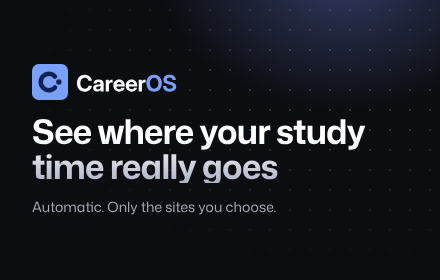 CareerOS
See where your study
time really goes
Automatic. Only the sites you choose.